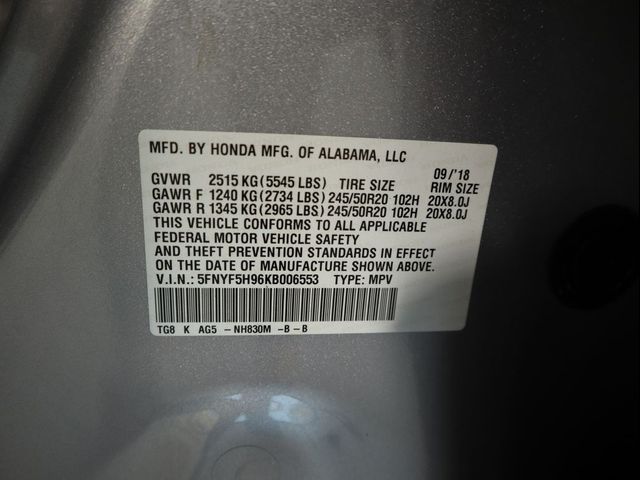 MFD. BY HONDA MFG. OF ALABAMA, LLC
09/'18
GVWR 2515 KG (5545 LBS) TIRE SIZE RIM SIZE
GAWR F 1240 KG (2734 LBS) 245/50R20 102H 20X8.0J
GAWR R 1345 KG (2965 LBS) 245/50R20 102H 20X8.0J
THIS VEHICLE CONFORMS TO ALL APPLICABLE
FEDERAL MOTOR VEHICLE SAFETY
AND THEFT PREVENTION STANDARDS IN EFFECT
ON THE DATE OF MANUFACTURE SHOWN ABOVE.
V.I.N.: 5FNYF5H96KB006553 TYPE: MPV
TG8 K AG5 -NH830M -B -B